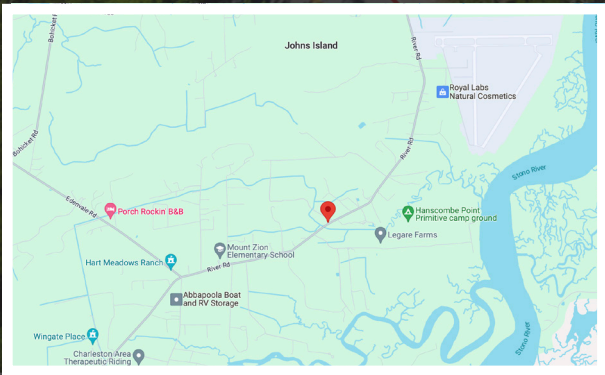 Johns Island
Bohicket Rd
River Rd
Royal Labs
Natural Cosmetics
Bohicket Rd
River Rd
Stono River
Edenvale Rd
Porch Rockin' B&B
Hanscombe Point
Primitive camp ground
Legare Farms
Mount Zion
Elementary School
Hart Meadows Ranch
River Rd
Abbapoola Boat
and RV Storage
Wingate Place
Stono River
Charleston Area
Therapeutic Riding